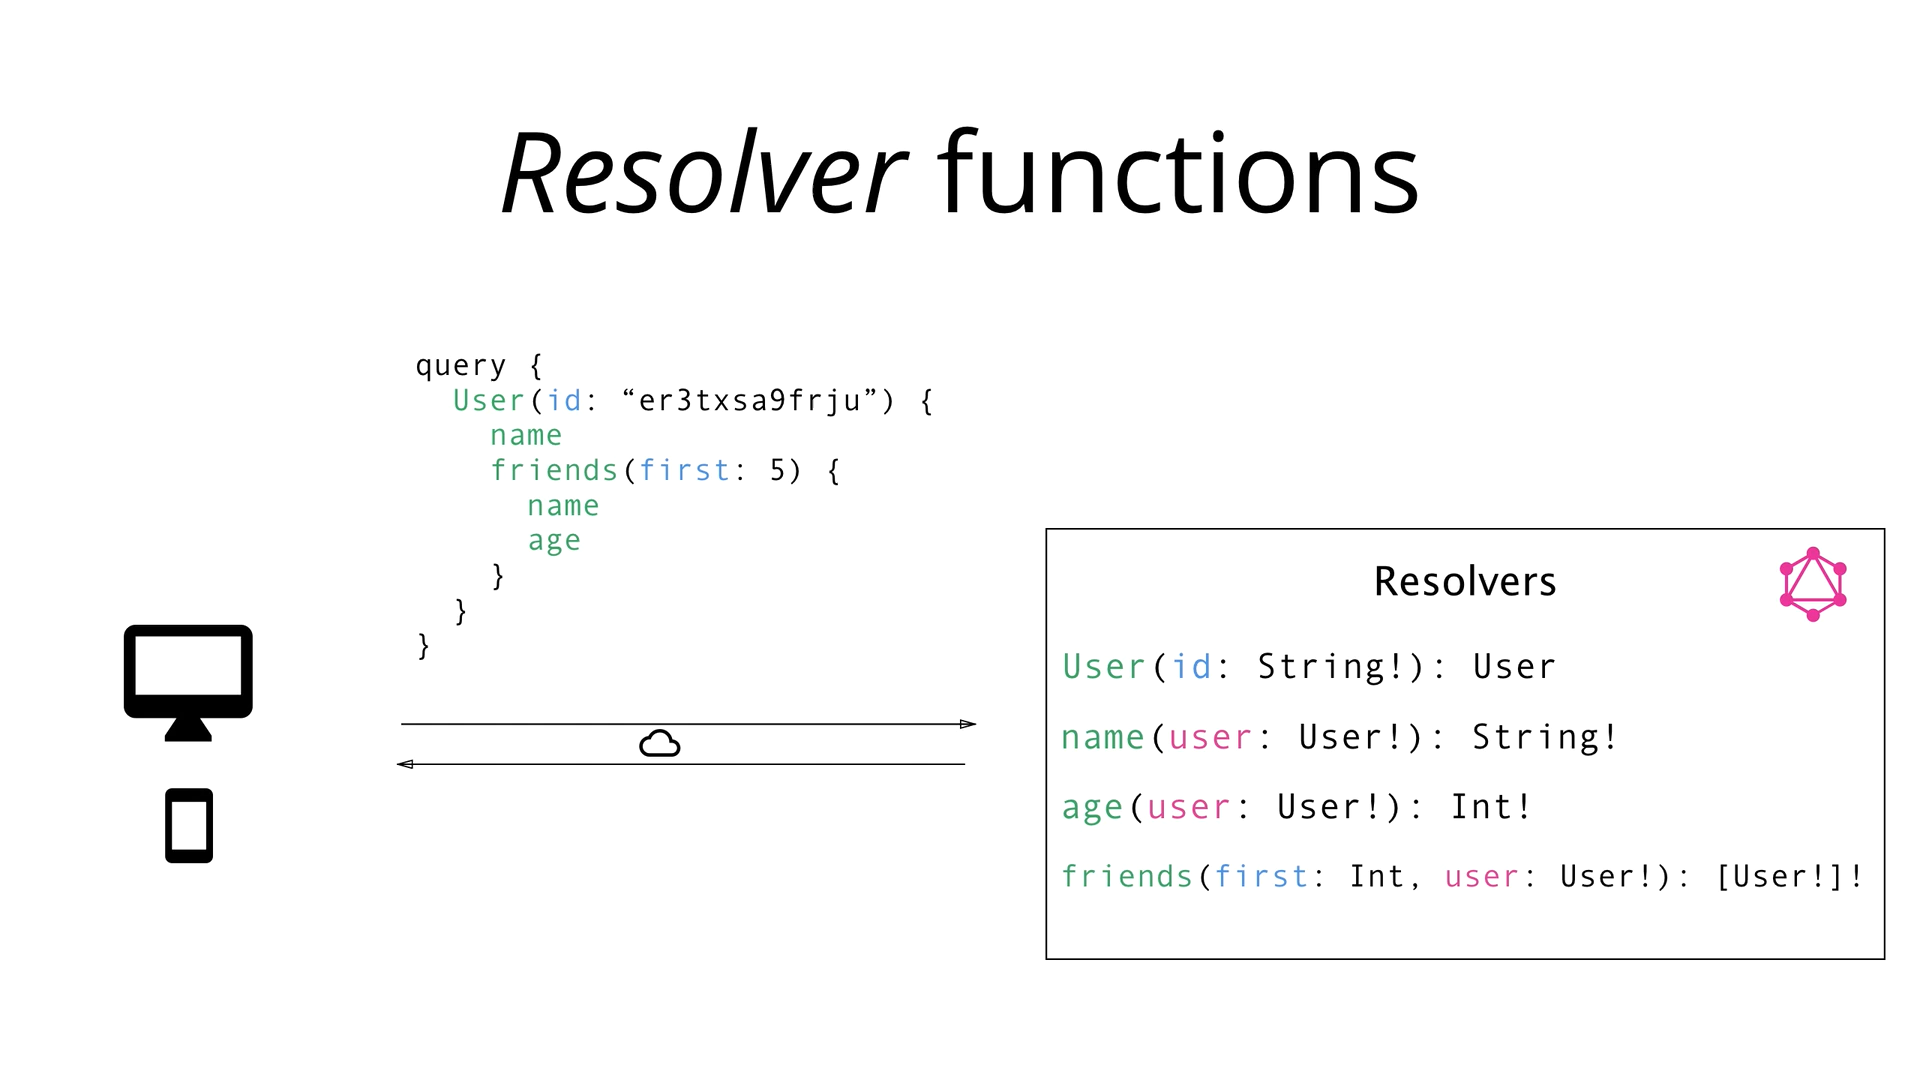 Resolver functions
query {
User(id: “er3txsa9frju”) {
name
friends(first: 5) {
name
age
}
}
}
Resolvers
User(id: String!): User
name(user: User!): String!
age(user: User!): Int!
friends(first: Int, user: User!): [User!]!